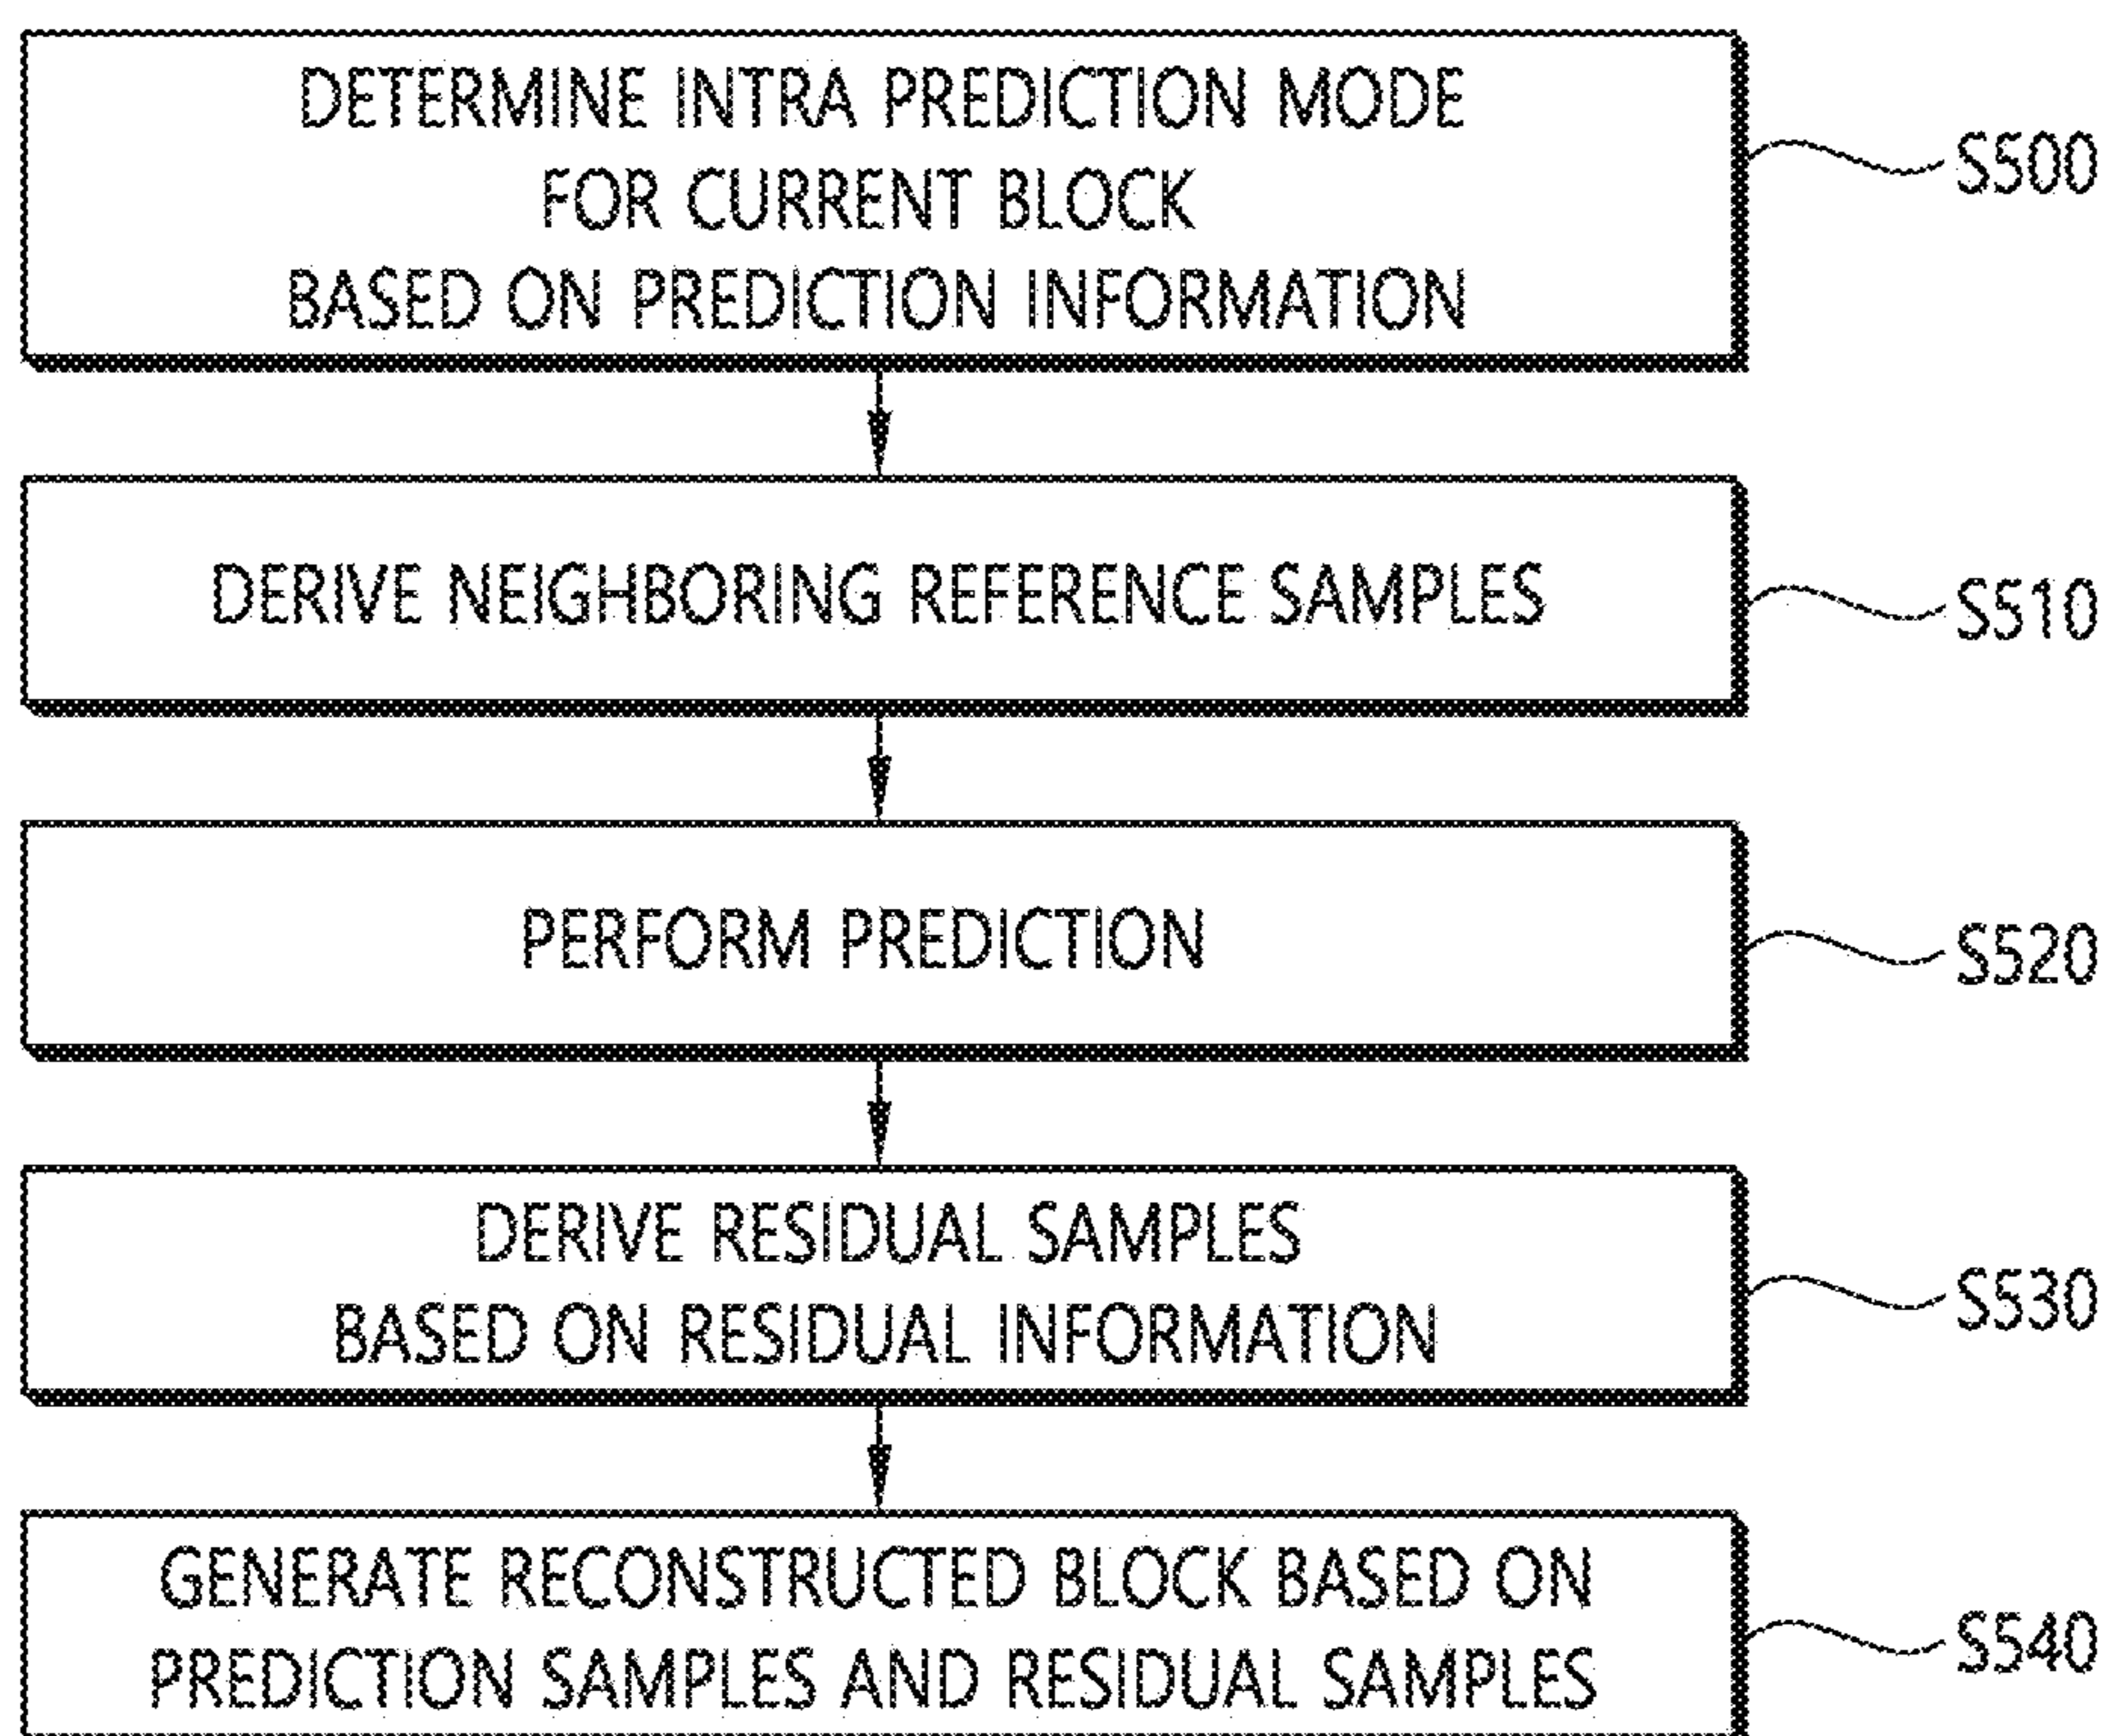 DETERMINE INTRA PREDICTION MODE
FOR CURRENT BLOCK
BASED ON PREDICTION INFORMATION
S500
DERIVE NEIGHBORING REFERENCE SAMPLES
S510
PERFORM PREDICTION
S520
DERIVE RESIDUAL SAMPLES
BASED ON RESIDUAL INFORMATION
S530
GENERATE RECONSTRUCTED BLOCK BASED ON
PREDICTION SAMPLES AND RESIDUAL SAMPLES
S540